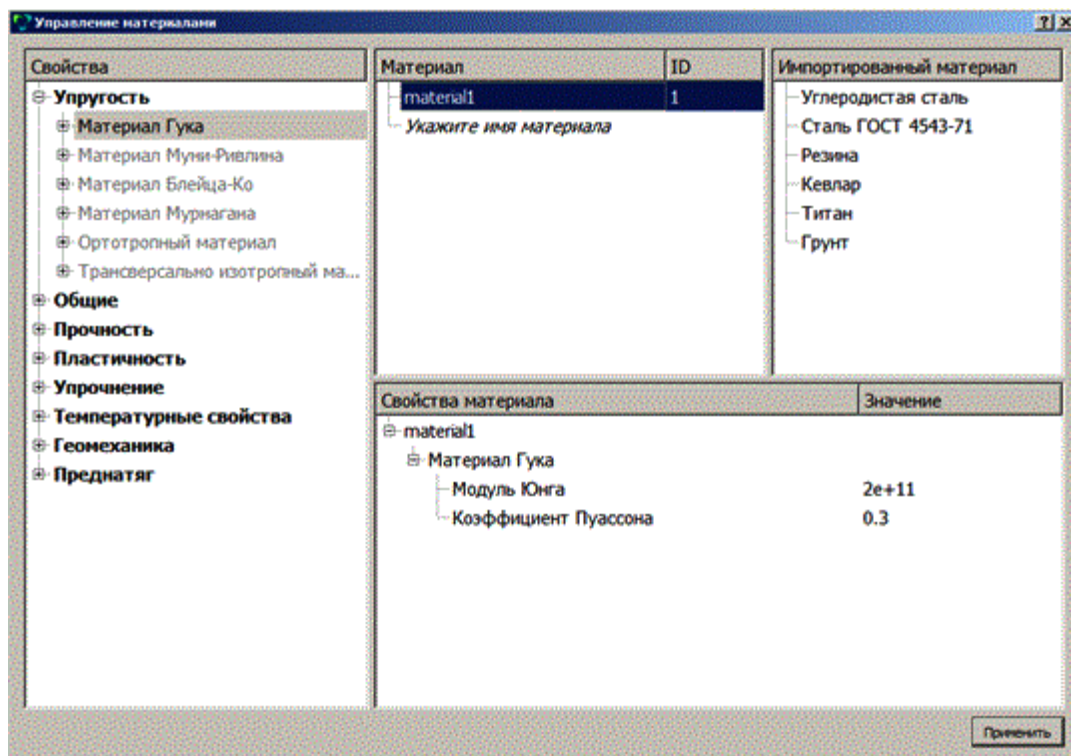 Управление материалами
Свойства
Упругость
Материал Гука
Материал Муни-Ривлина
Материал Блейца-Ко
Материал Мурнагана
Ортотропный материал
Трансверсально изотропный ма...
Общие
Прочность
Пластичность
Упрочнение
Температурные свойства
Геомеханика
Преднатяг
Материал ID
material1 1
Укажите имя материала
Импортированный материал
Углеродистая сталь
Сталь ГОСТ 4543-71
Резина
Кевлар
Титан
Грунт
Свойства материала Значение
material1
Материал Гука
Модуль Юнга 2e+11
Коэффициент Пуассона 0.3
Применить